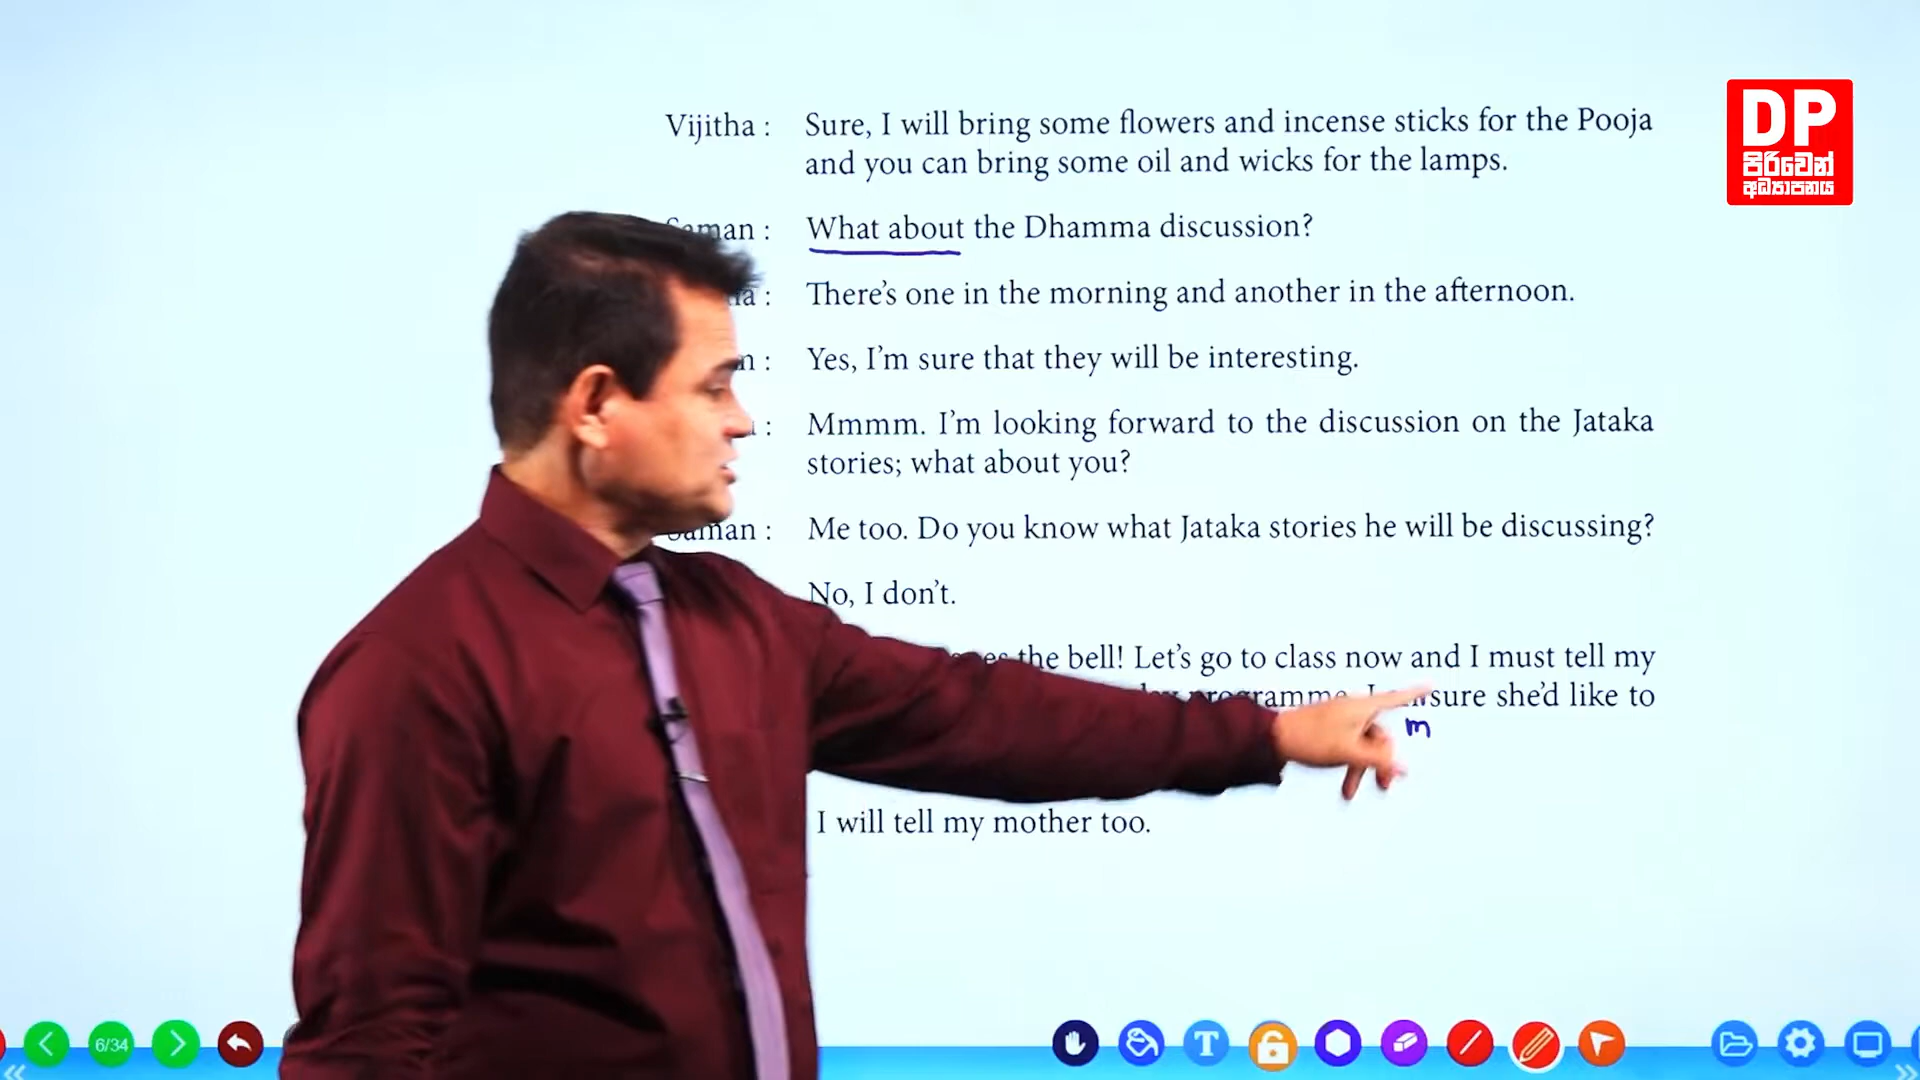 Vijitha : Sure, I will bring some flowers and incense sticks for the Pooja
and you can bring some oil and wicks for the lamps.
What about the Dhamma discussion?
There's one in the morning and another in the afternoon.
Yes, I'm sure that they will be interesting.
Mmmm. I'm looking forward to the discussion on the Jataka
stories; what about you?
Saman : Me too. Do you know what Jataka stories he will be discussing?
No, I don't.
the bell! Let's go to class now and I must tell my
programme. I sure she'd like to
m
I will tell my mother too.
DP
පිරිවෙන්
අධ්‍යාපනය
6/34
T